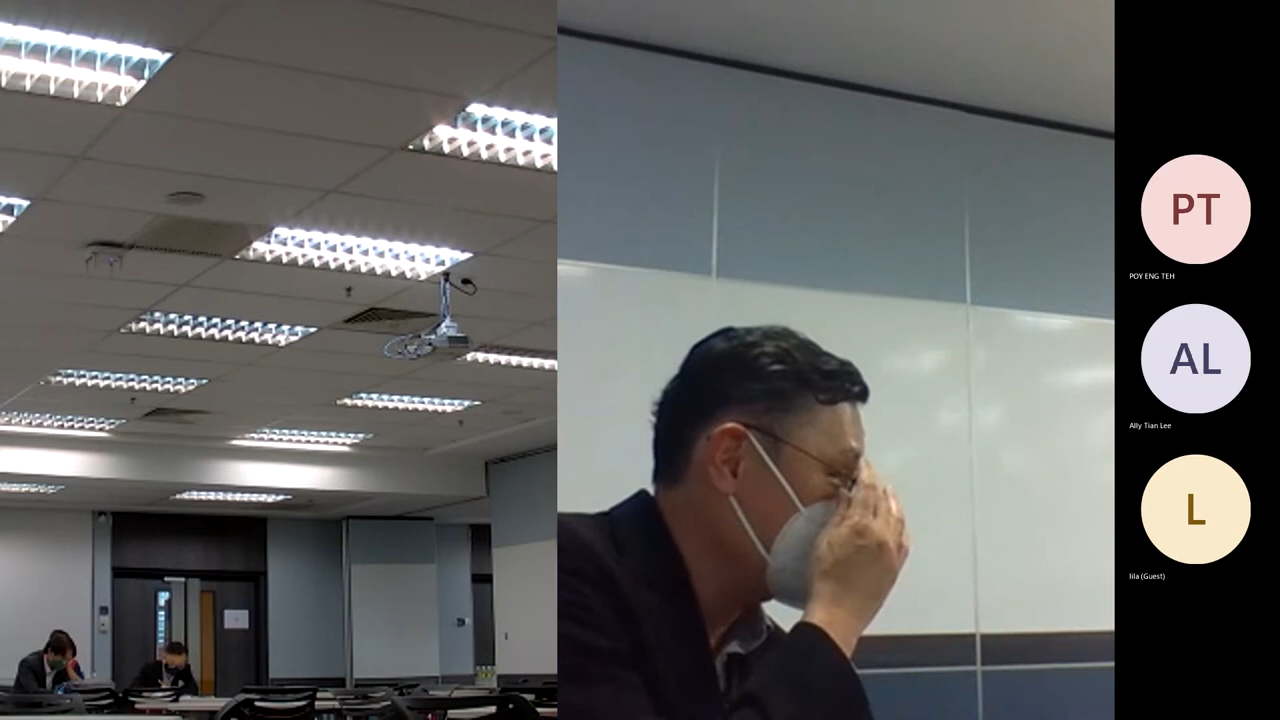 PT
POY ENG TEH
AL
Ally Tian Lee
L
lila (Guest)